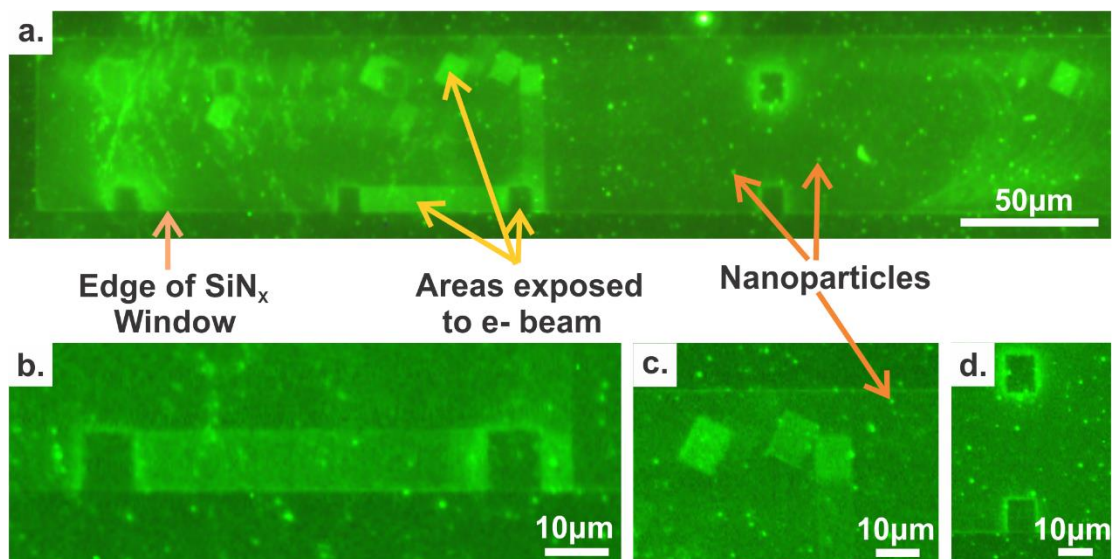 a.
50μm
Edge of SiNx
Window
Areas exposed
to e- beam
Nanoparticles
b.
10μm
c.
10μm
d.
10μm